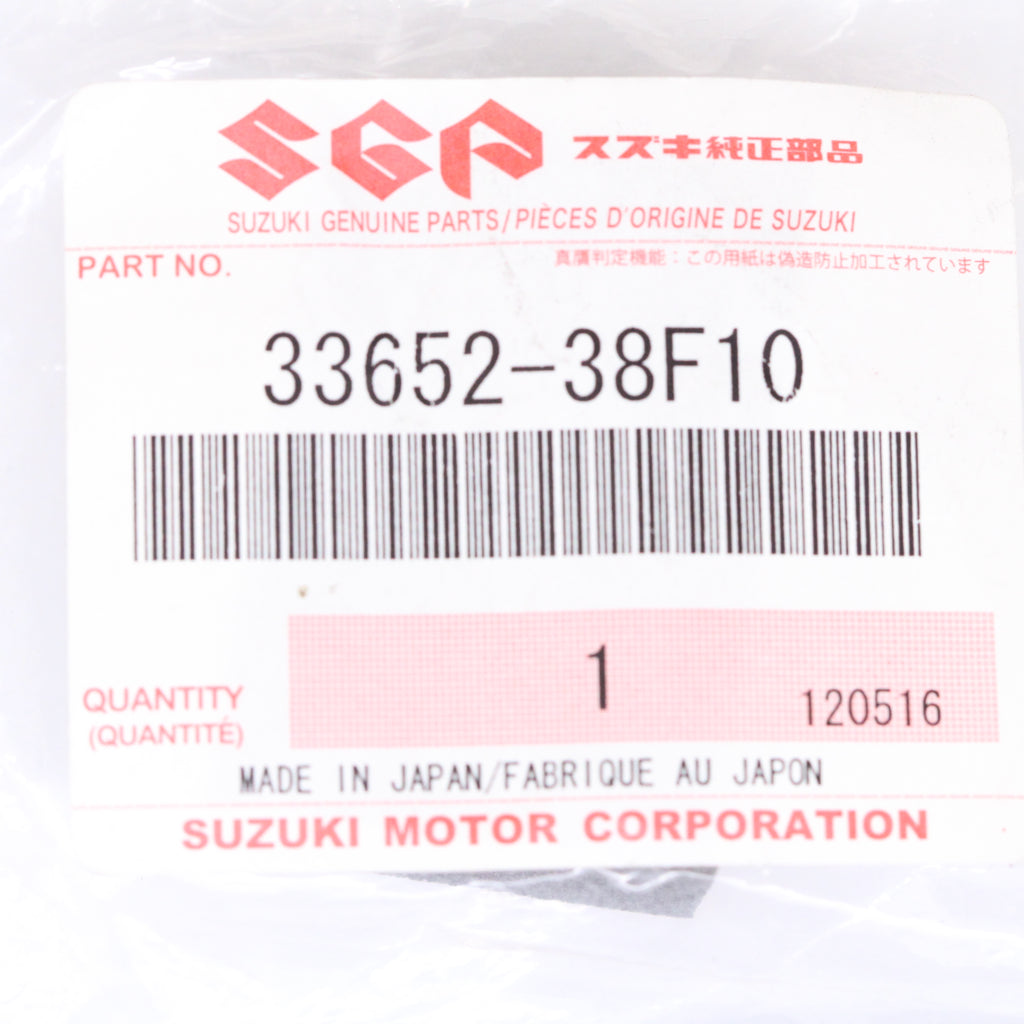 SGP スズキ純正部品
SUZUKI GENUINE PARTS/PIÈCES D'ORIGINE DE SUZUKI
PART NO.
真贋判定機能：この用紙は偽造防止加工されています
33652-38F10
1
120516
QUANTITY
(QUANTITÉ)
MADE IN JAPAN/FABRIQUE AU JAPON
SUZUKI MOTOR CORPORATION